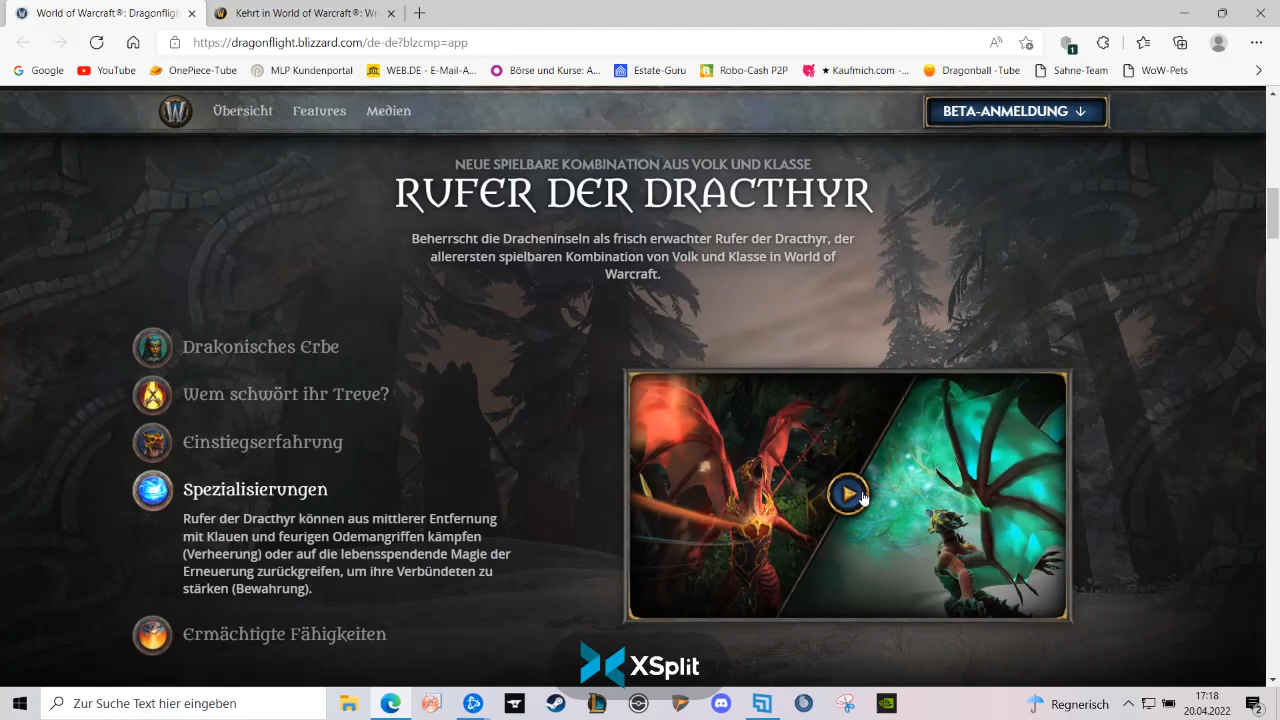 World of Warcraft®: Dragonflig
Kehrt in World of Warcraft®: W
https://dragonflight.blizzard.com/de-de?blzcmp=app
1
Google YouTube OnePiece-Tube MLP Kundenportal WEB.DE - E-Mail-A... Börse und Kurse: A... Estate-Guru Robo-Cash P2P ★ Kaufmich.com -... Dragonball -Tube Sahne-Team WoW-Pets
Übersicht Features Medien
BETA-ANMELDUNG
NEUE SPIELBARE KOMBINATION AUS VOLK UND KLASSE
RUFER DER DRACTHYR
Beherrscht die Dracheninseln als frisch erwachter Rufer der Dracthyr, der
allerersten spielbaren Kombination von Volk und Klasse in World of
Warcraft.
Drakonisches Erbe
Wem schwört ihr Treue?
Einstiegserfahrung
Spezialisierungen
Rufer der Dracthyr können aus mittlerer Entfernung
mit Klauen und feurigen Odemangriffen kämpfen
(Verheerung) oder auf die lebensspendende Magie der
Erneuerung zurückgreifen, um ihre Verbündeten zu
stärken (Bewahrung).
Ermächtigte Fähigkeiten
XSplit
Zur Suche Text hier eingeben
Regnerisch
17:18
20.04.2022
2